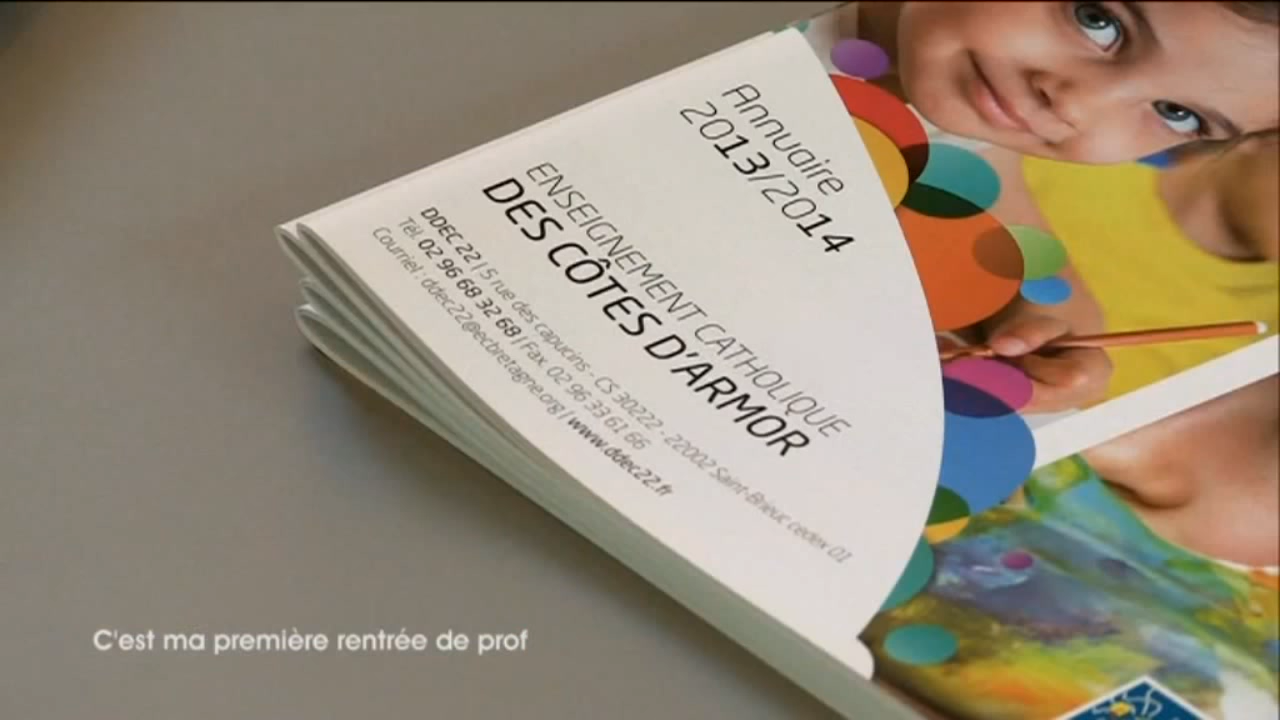 Annuaire
2013/2014
ENSEIGNEMENT CATHOLIQUE
DES CÔTES D'ARMOR
DDEC 22 | 5 rue des capucins - CS 30222 - 22002 Saint-Brieuc cedex 01
Tél. 02 96 68 32 68 | Fax. 02 96 33 61 66
Courriel : ddec22@ecbretagne.org | www.ddec22.fr
C'est ma première rentrée de prof